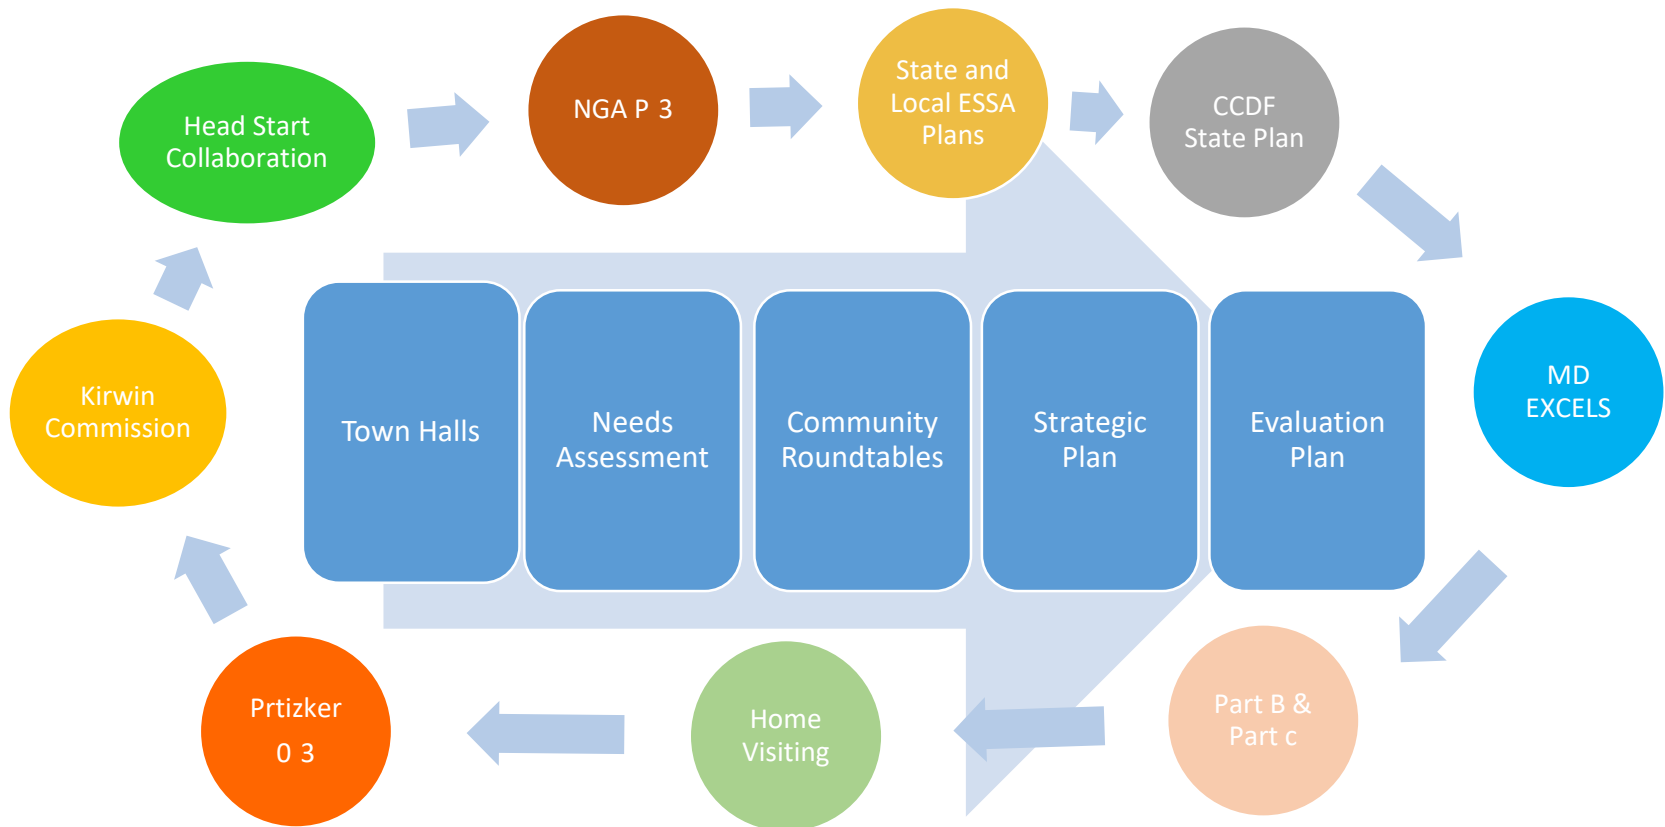 Head Start
Collaboration
NGA P 3
State and
Local ESSA
Plans
CCDF
State Plan
MD
EXCELS
Part B &
Part c
Home
Visiting
Prtizker
0 3
Kirwin
Commission
Town Halls
Needs
Assessment
Community
Roundtables
Strategic
Plan
Evaluation
Plan